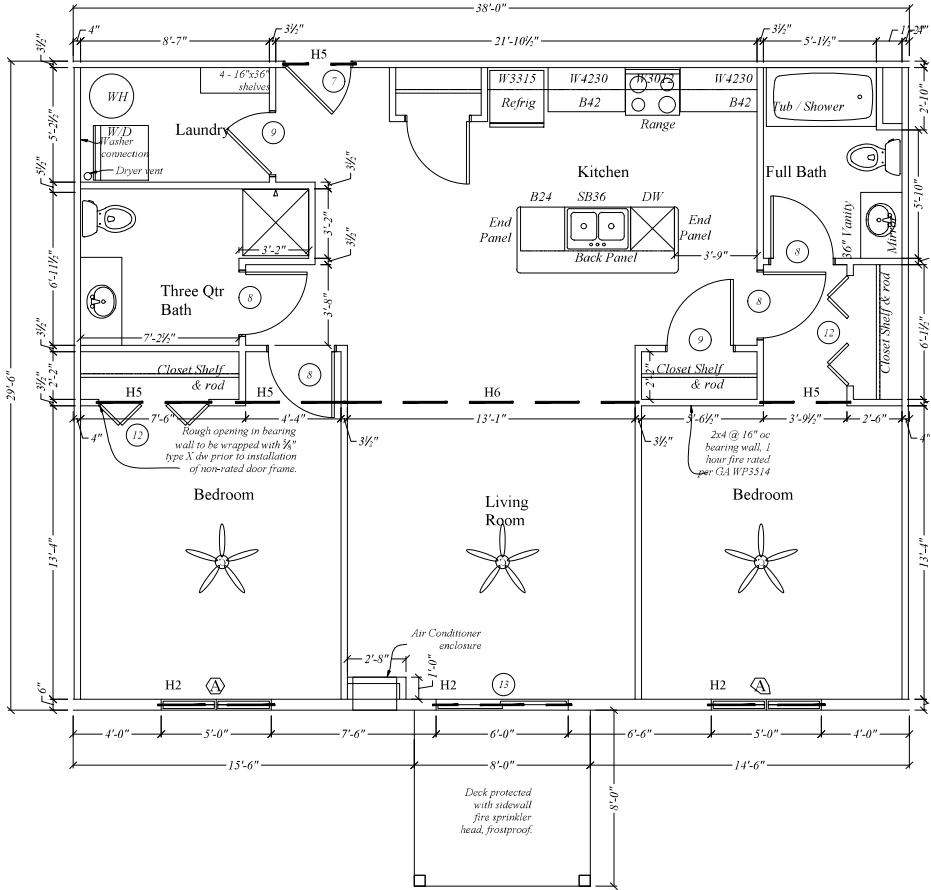 38'-0"
4"
8'-7"
3½"
21'-10½"
3½"
5'-1½"
3½"
H5
4 - 16"x36"
shelves
7
W3315
W4230
W3012
W4230
WH
Refrig
B42
B42
Tub / Shower
2'-10"
Range
5'-2½"
W/D
Laundry
9
Washer
connection
Dryer vent
5½"
3½"
Kitchen
Full Bath
B24
SB36
DW
5'-10"
3'-2"
End
Panel
End
Panel
36" Vanity
Mirror
3'-2"
3½"
Back Panel
3'-9"
8
6'-11½"
Three Qtr
Bath
8
3'-8"
8
12
Closet Shelf & rod
6'-1½"
29'-6"
3½"
7'-2½"
9
2'-2"
Closet Shelf
& rod
8
2'-2"
Closet Shelf
& rod
3½"
H5
H5
H6
H5
7'-6"
4'-4"
13'-1"
5'-6½"
3'-9½"
2'-6"
4"
12
3½"
3½"
4"
Rough opening in bearing
wall to be wrapped with ⅝"
type X dw prior to installation
of non-rated door frame.
2x4 @ 16" oc
bearing wall, 1
hour fire rated
per GA WP3514
Bedroom
Living
Room
Bedroom
13'-4"
13'-4"
Air Conditioner
enclosure
2'-8"
1'-0"
6"
H2
A
H2
13
H2
A
4'-0"
5'-0"
7'-6"
6'-0"
6'-6"
5'-0"
4'-0"
15'-6"
8'-0"
14'-6"
8'-0"
Deck protected
with sidewall
fire sprinkler
head, frostproof.